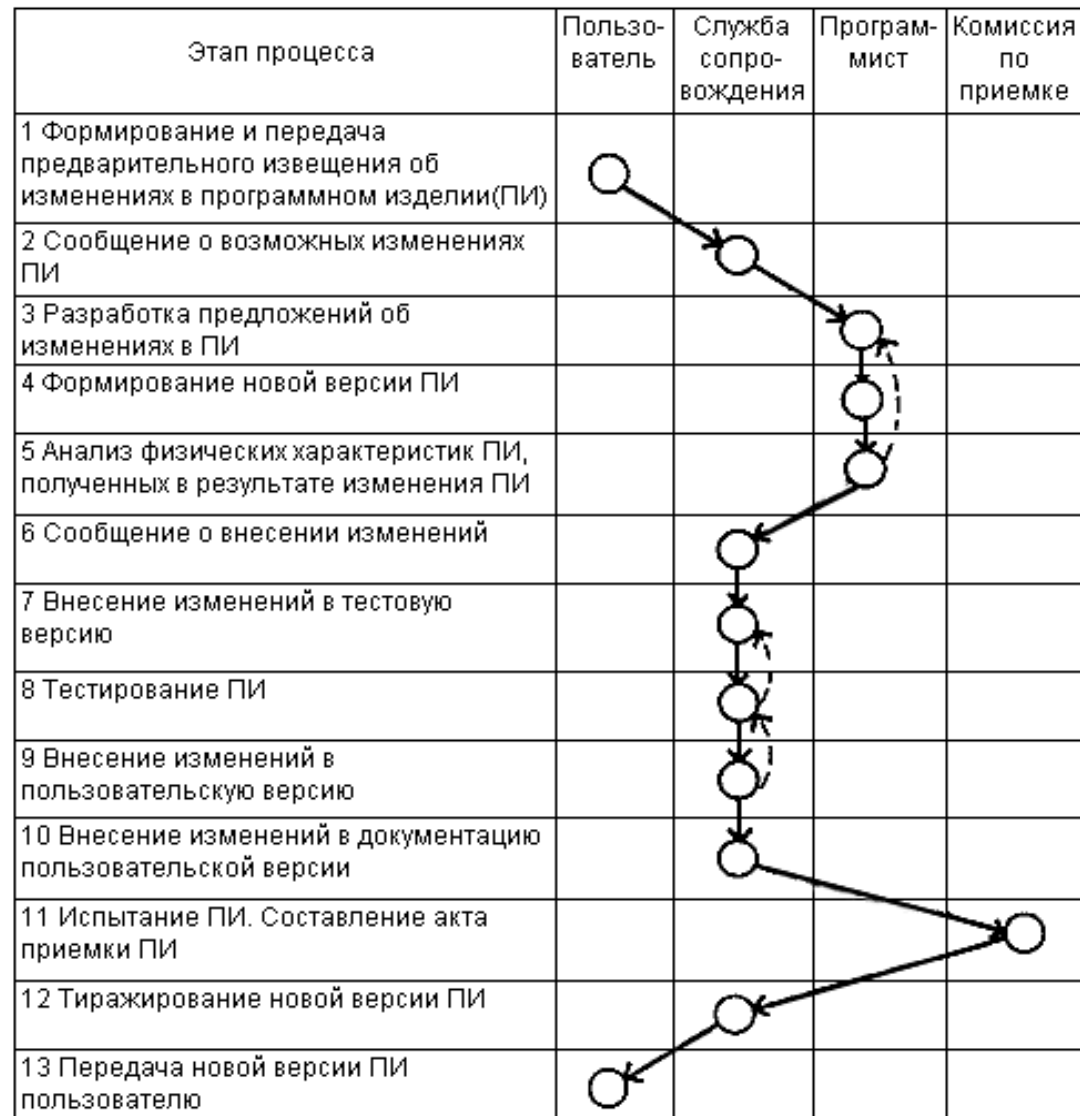 Этап процесса
Пользо-
ватель
Служба
сопро-
вождения
Програм-
мист
Комиссия
по
приемке
1 Формирование и передача
предварительного извещения об
изменениях в программном изделии(ПИ)
2 Сообщение о возможных изменениях
ПИ
3 Разработка предложений об
изменениях в ПИ
4 Формирование новой версии ПИ
5 Анализ физических характеристик ПИ,
полученных в результате изменения ПИ
6 Сообщение о внесении изменений
7 Внесение изменений в тестовую
версию
8 Тестирование ПИ
9 Внесение изменений в
пользовательскую версию
10 Внесение изменений в документацию
пользовательской версии
11 Испытание ПИ. Составление акта
приемки ПИ
12 Тиражирование новой версии ПИ
13 Передача новой версии ПИ
пользователю